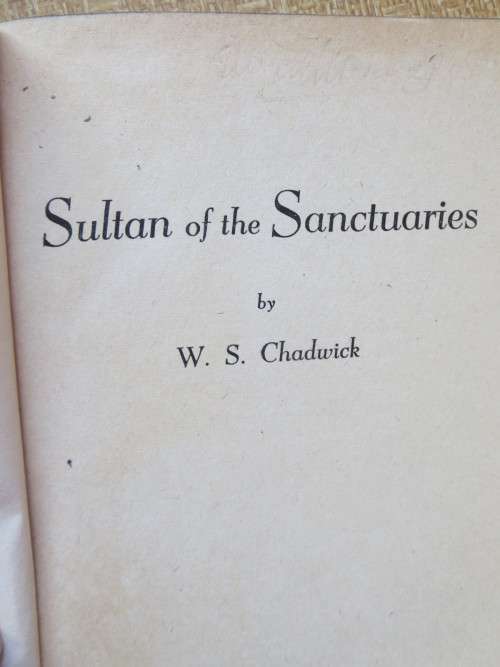 Sultan of the Sanctuaries
by
W. S. Chadwick